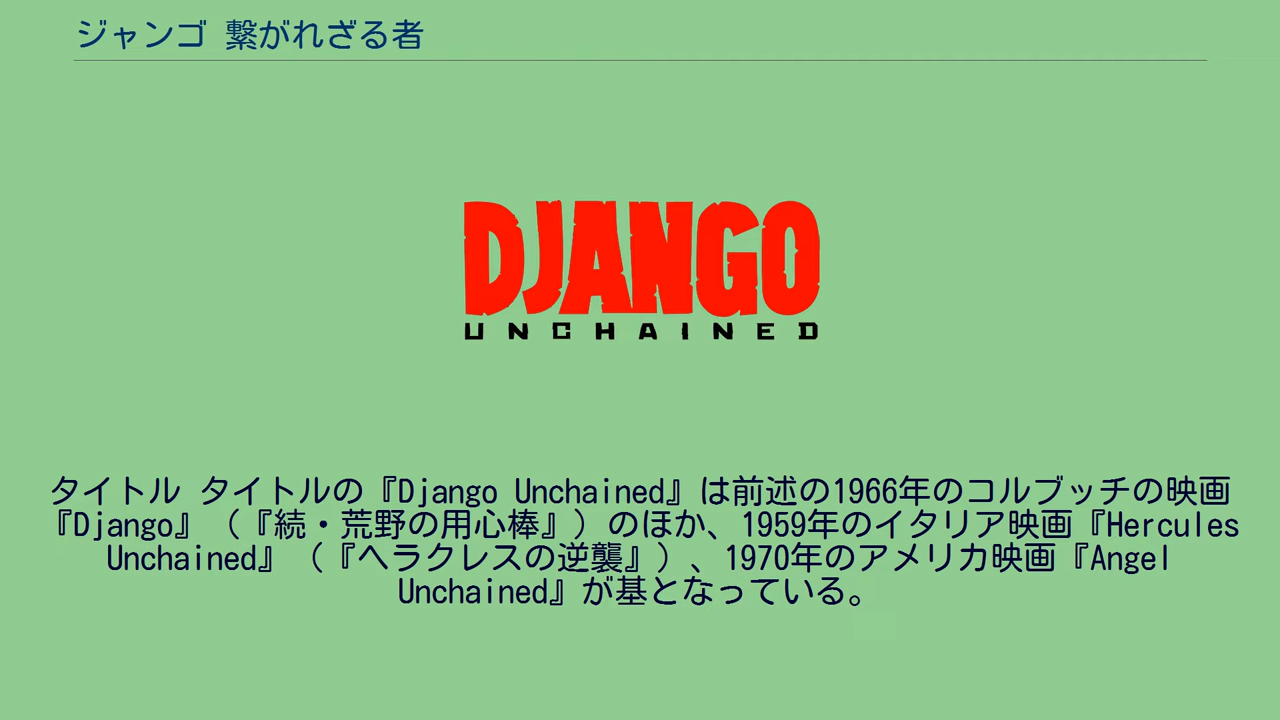 ジャンゴ 繋がれざる者
DJANGO
UNCHAINED
タイトル タイトルの『Django Unchained』は前述の1966年のコルブッチの映画
『Django』（『続・荒野の用心棒』）のほか、1959年のイタリア映画『Hercules
Unchained』（『ヘラクレスの逆襲』）、1970年のアメリカ映画『Angel
Unchained』が基となっている。